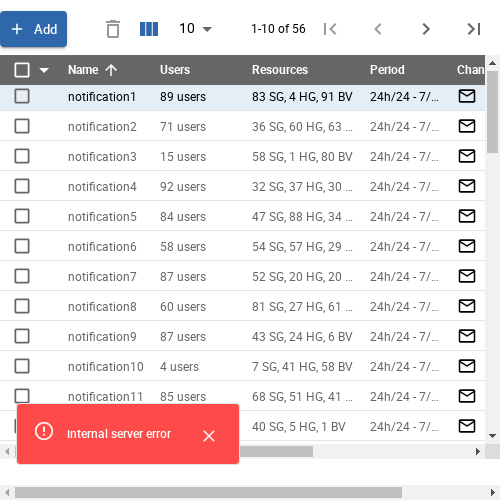 Add 10 1-10 of 56
Name Users Resources Period Chan
notification1 89 users 83 SG, 4 HG, 91 BV 24h/24 - 7/...
notification2 71 users 36 SG, 60 HG, 63 ... 24h/24 - 7/...
notification3 15 users 58 SG, 1 HG, 80 BV 24h/24 - 7/...
notification4 92 users 32 SG, 37 HG, 30 ... 24h/24 - 7/...
notification5 84 users 47 SG, 88 HG, 34 ... 24h/24 - 7/...
notification6 58 users 54 SG, 57 HG, 29 ... 24h/24 - 7/...
notification7 87 users 52 SG, 20 HG, 20 ... 24h/24 - 7/...
notification8 60 users 81 SG, 27 HG, 61 ... 24h/24 - 7/...
notification9 87 users 43 SG, 24 HG, 6 BV 24h/24 - 7/...
notification10 4 users 7 SG, 41 HG, 58 BV 24h/24 - 7/...
notification11 85 users 68 SG, 51 HG, 41 ... 24h/24 - 7/...
40 SG, 5 HG, 1 BV 24h/24 - 7/...
Internal server error